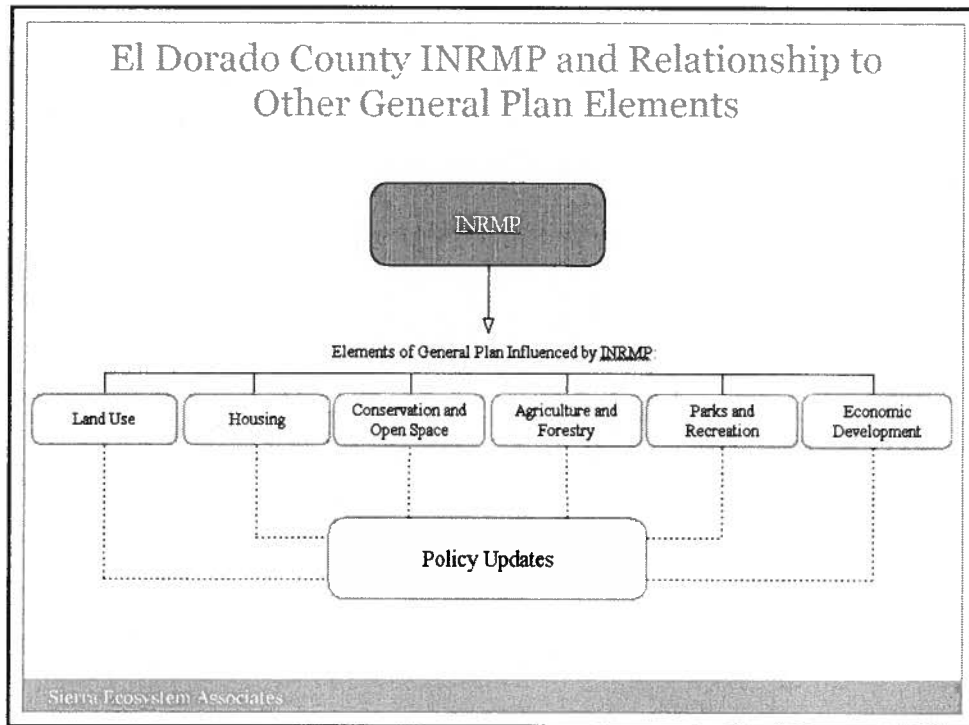 El Dorado County INRMP and Relationship to
Other General Plan Elements
INRMP
Elements of General Plan Influenced by INRMP:
Land Use
Housing
Conservation and
Open Space
Agriculture and
Forestry
Parks and
Recreation
Economic
Development
Policy Updates
Sierra Ecosystem Associates